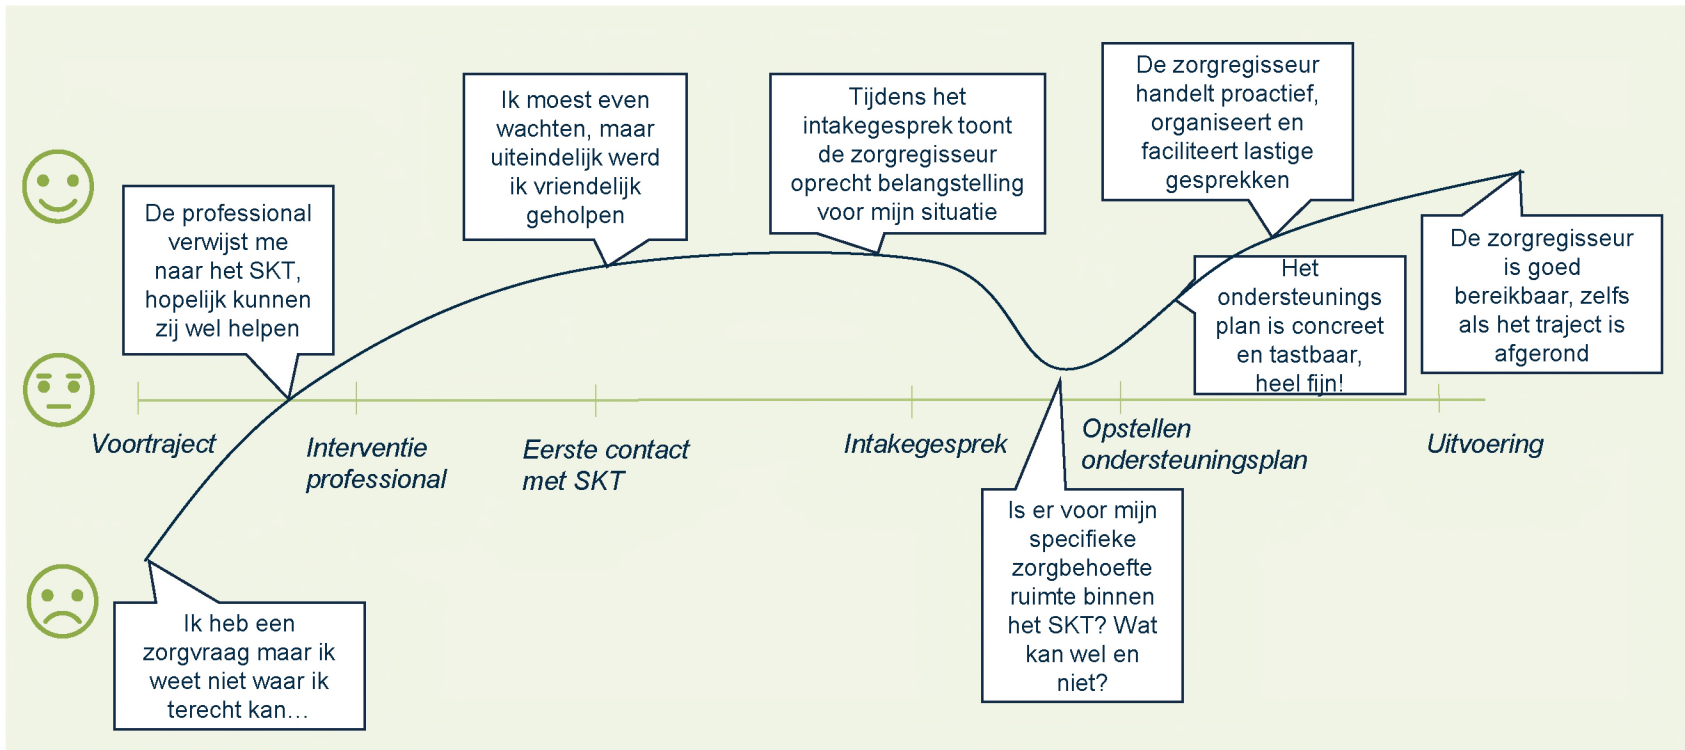 De professional
verwijst me
naar het SKT,
hopelijk kunnen
zij wel helpen
Ik moest even
wachten, maar
uiteindelijk werd
ik vriendelijk
geholpen
Tijdens het
intakegesprek toont
de zorgregisseur
oprecht belangstelling
voor mijn situatie
De zorgregisseur
handelt proactief,
organiseert en
faciliteert lastige
gesprekken
De zorgregisseur
is goed
bereikbaar, zelfs
als het traject is
afgerond
Het
ondersteunings
plan is concreet
en tastbaar,
heel fijn!
Voortraject
Interventie
professional
Eerste contact
met SKT
Intakegesprek
Opstellen
ondersteuningsplan
Uitvoering
Ik heb een
zorgvraag maar ik
weet niet waar ik
terecht kan...
Is er voor mijn
specifieke
zorgbehoefte
ruimte binnen
het SKT? Wat
kan wel en
niet?